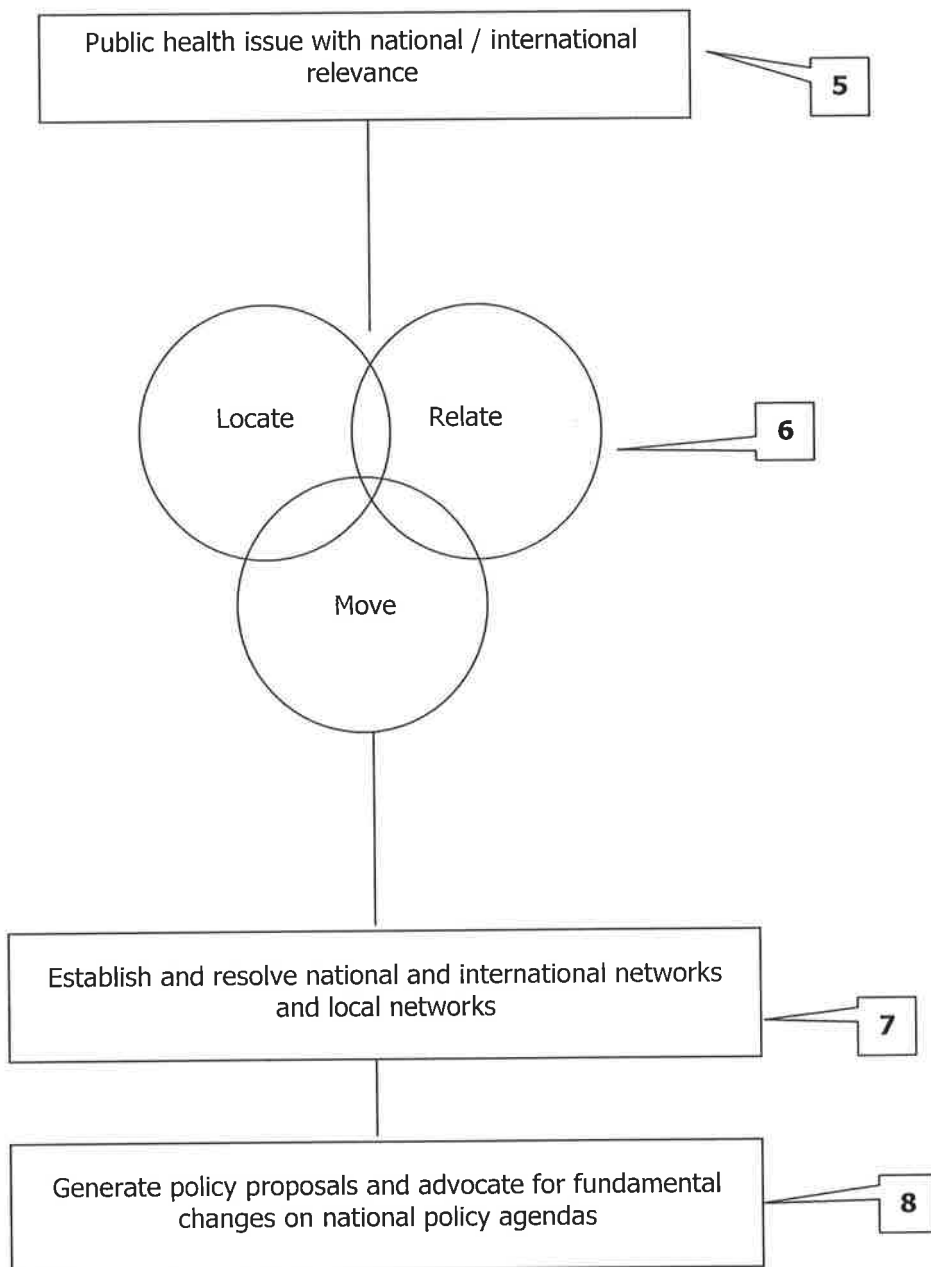 Public health issue with national / international
relevance
5
Locate
Relate
6
Move
Establish and resolve national and international networks
and local networks
7
Generate policy proposals and advocate for fundamental
changes on national policy agendas
8